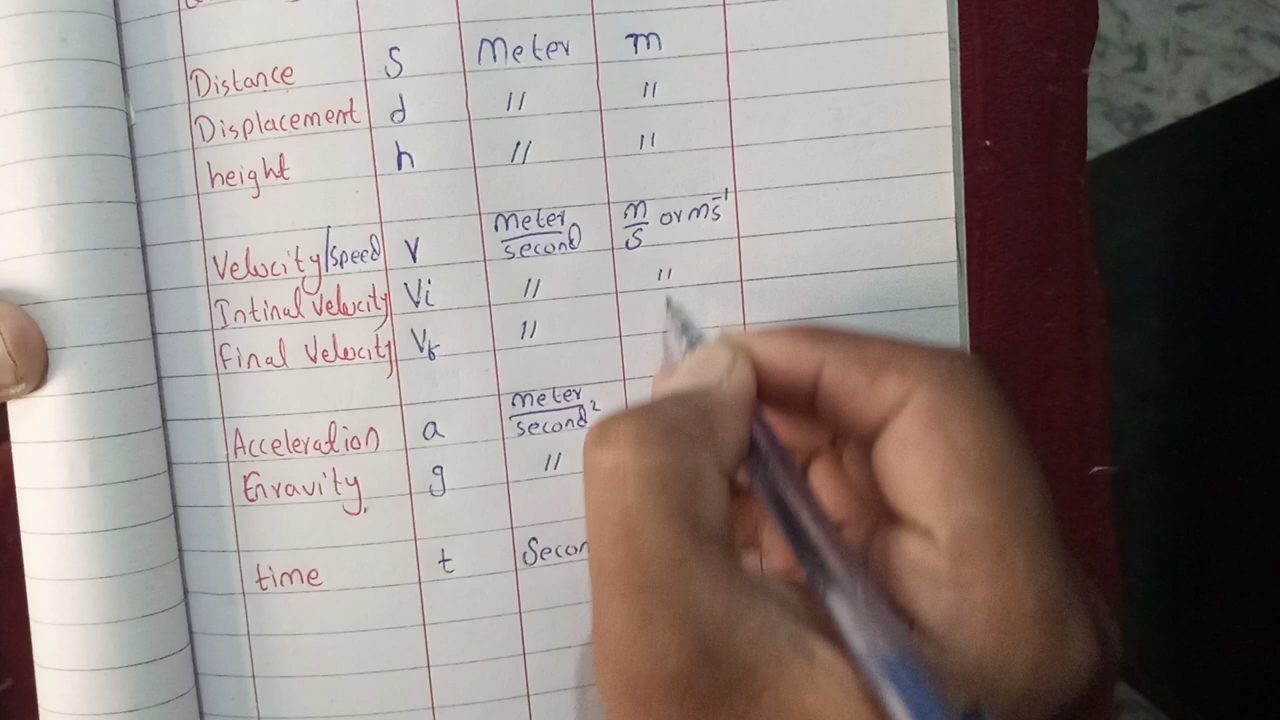 Distance S Meter m
Displacement d " "
height h " "
Velocity/speed V meter/second m/s or ms⁻¹
Intinal velocity Vi " "
final velocity Vf "
Acceleration a meter/second²
Gravity g "
time t Secon